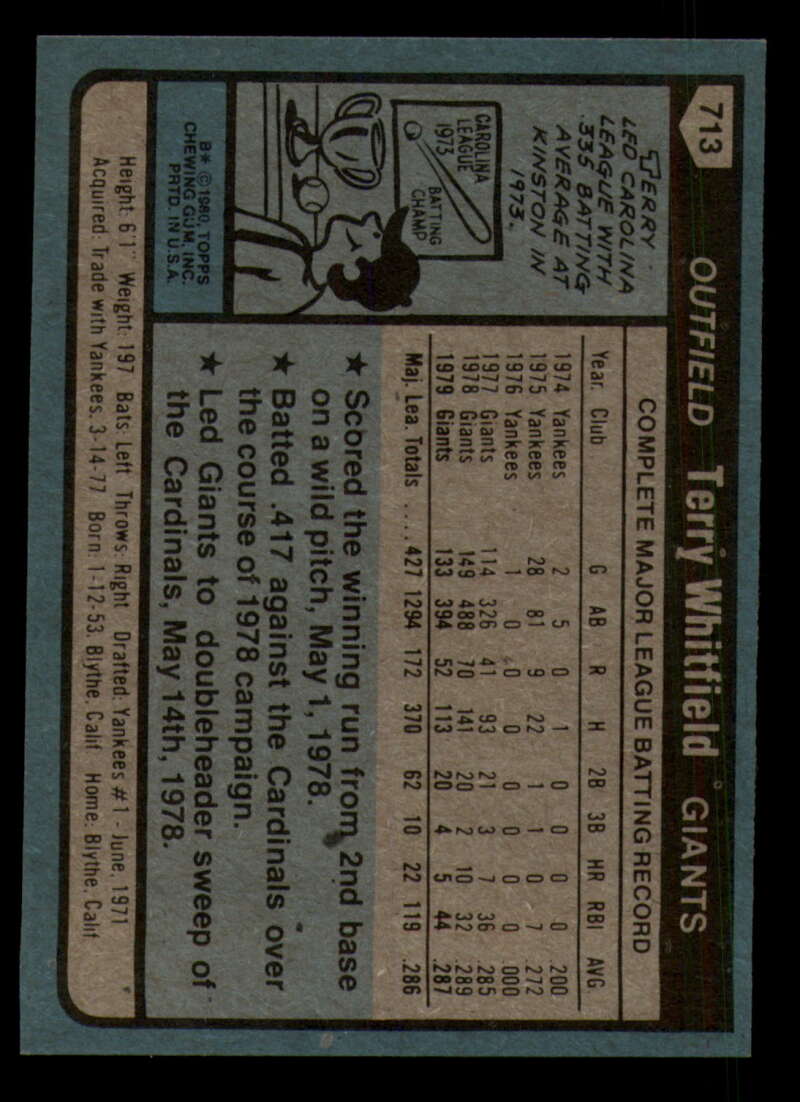 713 OUTFIELD Terry Whitfield GIANTS
TERRY
LED CAROLINA
LEAGUE WITH
.335 BATTING
AVERAGE AT
KINSTON IN
1973.
CAROLINA
LEAGUE
1975
BATTING
CHAMP
B* ©1980, TOPPS
CHEWING GUM, INC.
PRTD. IN U.S.A.
COMPLETE MAJOR LEAGUE BATTING RECORD
Year Club G AB R H 2B 3B HR RBI AVG.
1974 Yankees 2 5 0 1 0 0 0 0 .200
1975 Yankees 28 81 9 22 1 1 0 7 .272
1976 Yankees 1 0 0 0 0 0 0 0 .000
1977 Giants 114 326 41 93 21 3 7 36 .285
1978 Giants 149 488 70 141 20 2 10 32 .289
1979 Giants 133 394 52 113 20 4 5 44 .287
Maj. Lea. Totals .... 427 1294 172 370 62 10 22 119 .286
★ Scored the winning run from 2nd base
on a wild pitch, May 1, 1978.
★ Batted .417 against the Cardinals over
the course of 1978 campaign.
★ Led Giants to doubleheader sweep of
the Cardinals, May 14th, 1978.
Height: 6'1" Weight: 197 Bats: Left Throws: Right Drafted: Yankees #1 - June, 1971
Acquired: Trade with Yankees, 3-14-77 Born: 1-12-53, Blythe, Calif Home: Blythe, Calif